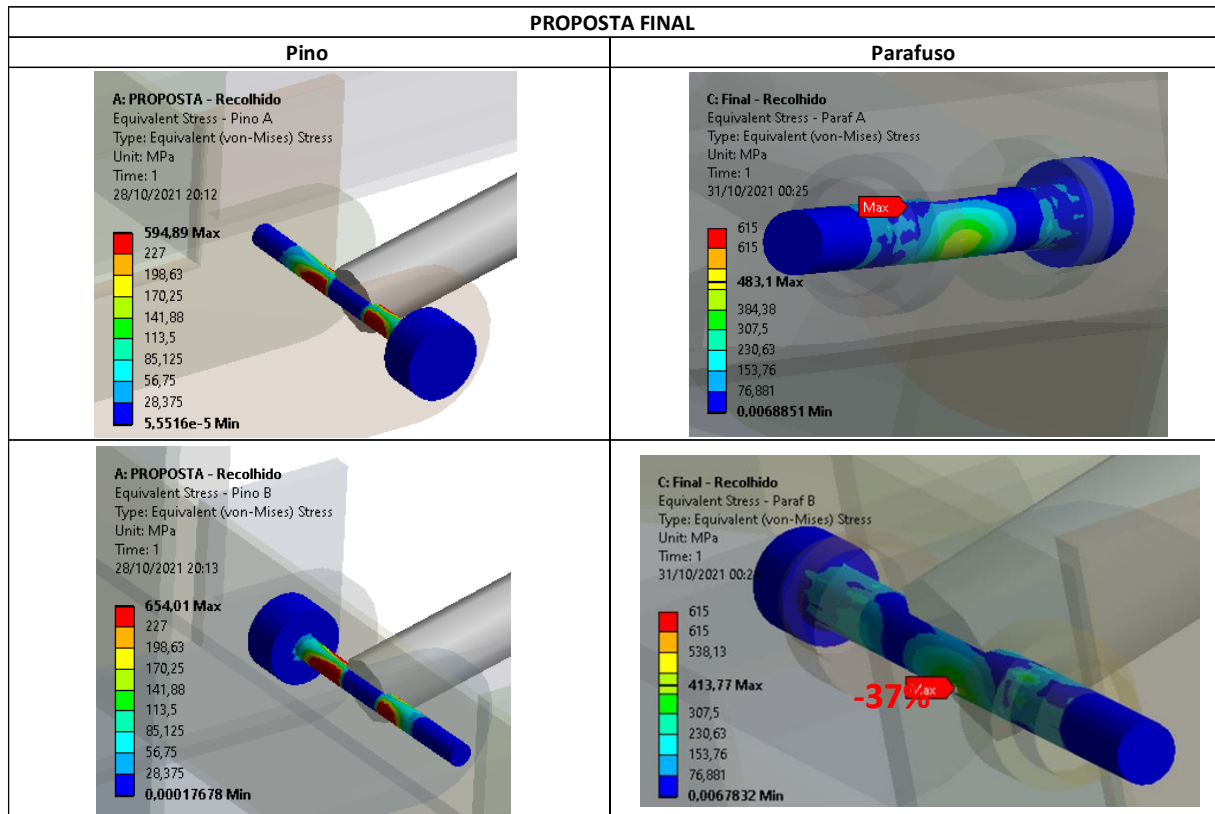 PROPOSTA FINAL
Pino
Parafuso
A: PROPOSTA - Recolhido
Equivalent Stress - Pino A
Type: Equivalent (von-Mises) Stress
Unit: MPa
Time: 1
28/10/2021 20:12
594,89 Max
227
198,63
170,25
141,88
113,5
85,125
56,75
28,375
5,5516e-5 Min
C: Final - Recolhido
Equivalent Stress - Paraf A
Type: Equivalent (von-Mises) Stress
Unit: MPa
Time: 1
31/10/2021 00:25
Max
615
615
483,1 Max
384,38
307,5
230,63
153,76
76,881
0,0068851 Min
A: PROPOSTA - Recolhido
Equivalent Stress - Pino B
Type: Equivalent (von-Mises) Stress
Unit: MPa
Time: 1
28/10/2021 20:13
654,01 Max
227
198,63
170,25
141,88
113,5
85,125
56,75
28,375
0,00017678 Min
C: Final - Recolhido
Equivalent Stress - Paraf B
Type: Equivalent (von-Mises) Stress
Unit: MPa
Time: 1
31/10/2021
615
615
538,13
413,77 Max
307,5
230,63
153,76
76,881
0,0067832 Min
-37%
Max